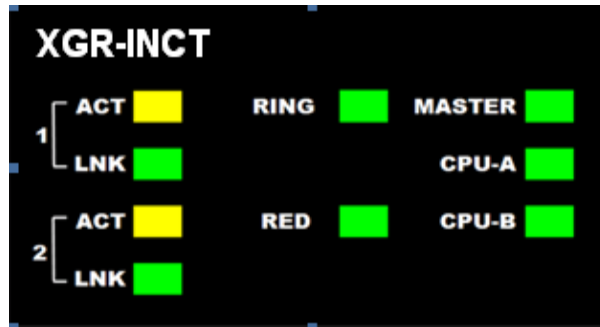 XGR-INCT
ACT RING MASTER
1
LNK CPU-A
ACT RED CPU-B
2
LNK